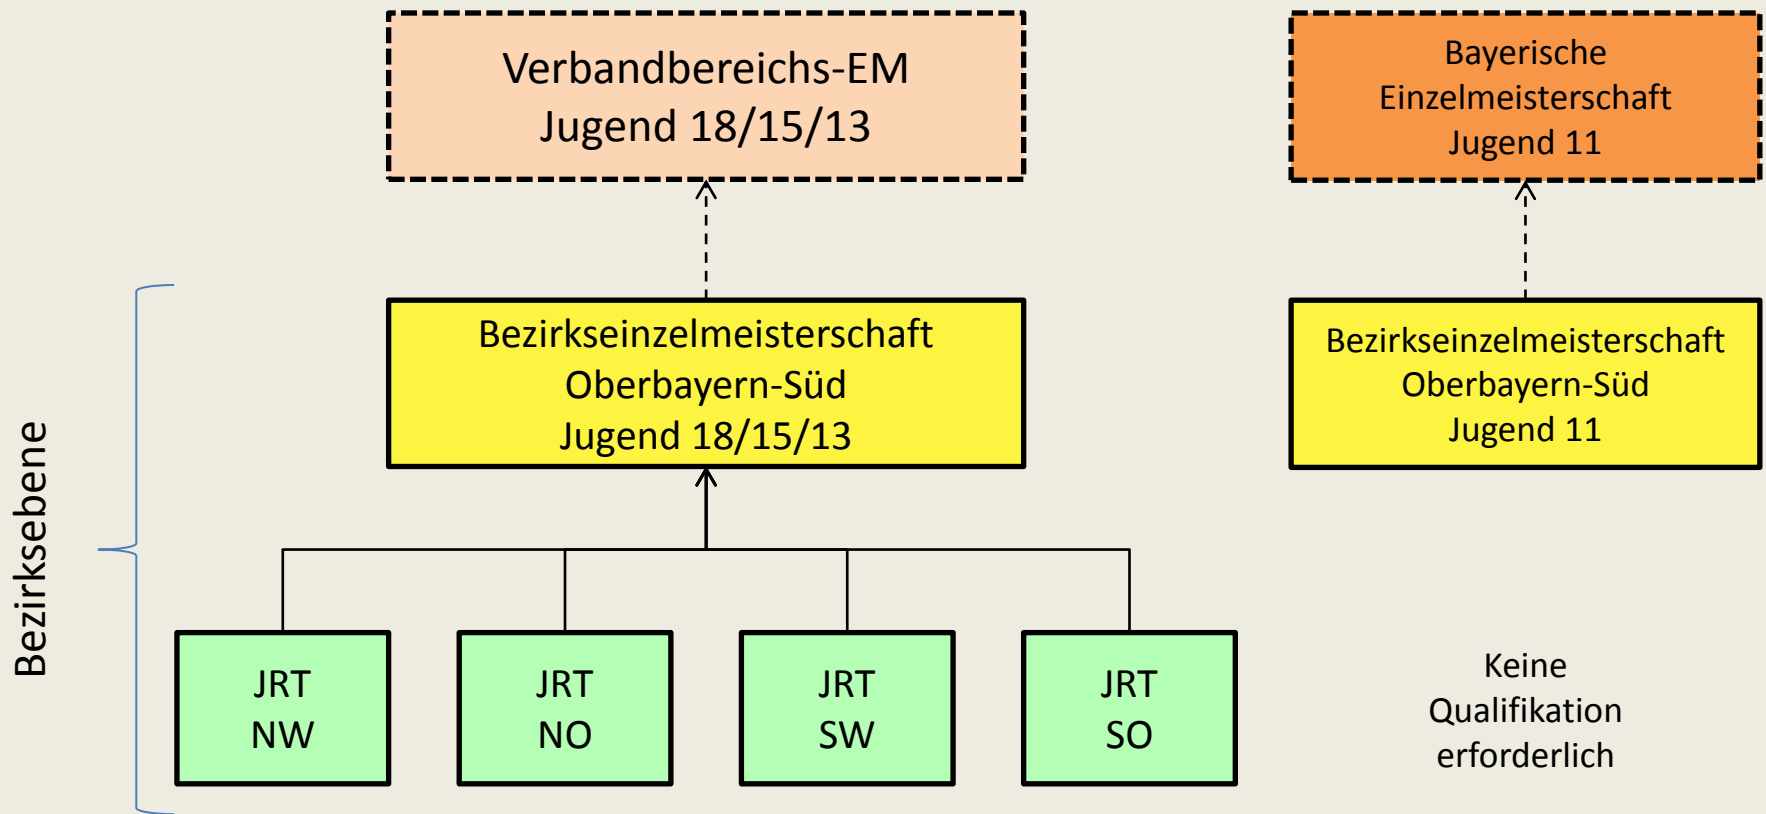 Verbandbereichs-EM
Jugend 18/15/13
Bayerische
Einzelmeisterschaft
Jugend 11
Bezirksebene
Bezirkseinzelmeisterschaft
Oberbayern-Süd
Jugend 18/15/13
Bezirkseinzelmeisterschaft
Oberbayern-Süd
Jugend 11
JRT
NW
JRT
NO
JRT
SW
JRT
SO
Keine
Qualifikation
erforderlich